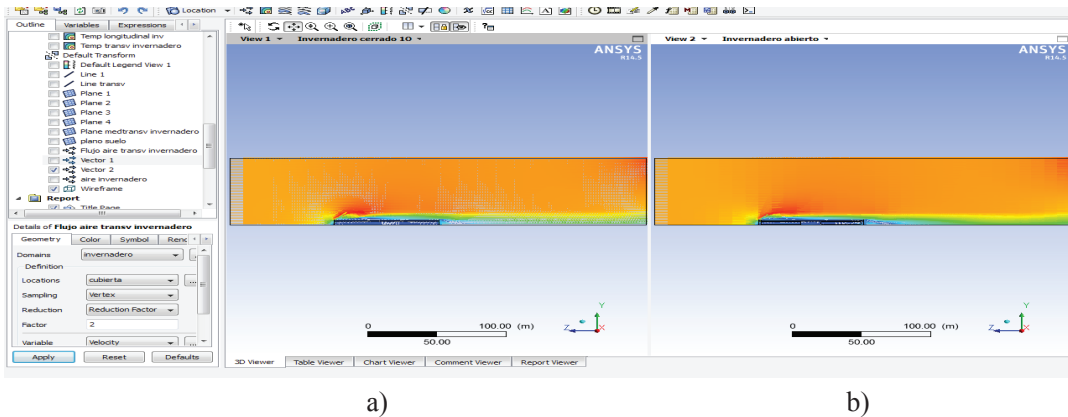 Location
Outline Variables Expressions
Temp longitudinal inv
Temp transv invernadero
Default Transform
Default Legend View 1
Line 1
Line transv
Plane 1
Plane 2
Plane 3
Plane 4
Plane medtransv invernadero
plano suelo
Flujo aire transv invernadero
Vector 1
Vector 2
aire invernadero
Wireframe
Report
Title Page
Details of Flujo aire transv invernadero
Geometry Color Symbol
Domains invernadero
Definition
Locations cubierta
Sampling Vertex
Reduction Reduction Factor
Factor 2
Variable Velocity
Apply Reset Defaults
View 1 Invernadero cerrado 10
ANSYS
R14.5
0 100.00 (m)
50.00
Y
Z X
View 2 Invernadero abierto
ANSYS
R14.5
0 100.00 (m)
50.00
Y
Z X
3D Viewer Table Viewer Chart Viewer Comment Viewer Report Viewer
a) b)